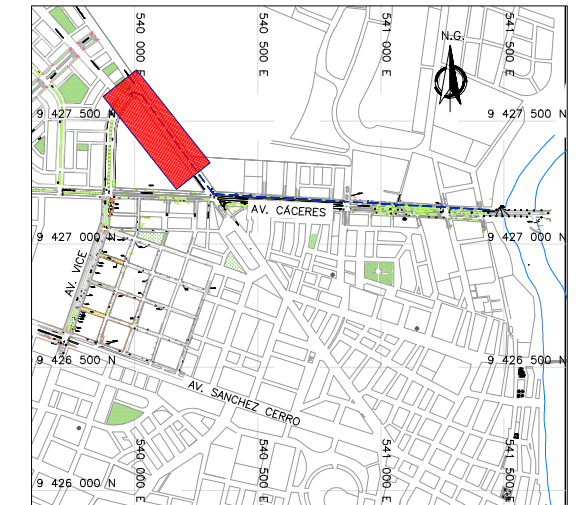 540 000 E
540 500 E
541 000 E
541 500 E
N.G.
9 427 500 N
9 427 500 N
AV. CÁCERES
9 427 000 N
9 427 000 N
AV. VICE
9 426 500 N
9 426 500 N
AV. SANCHEZ CERRO
9 426 000 N
540 000 E
540 500 E
541 000 E
541 500 E